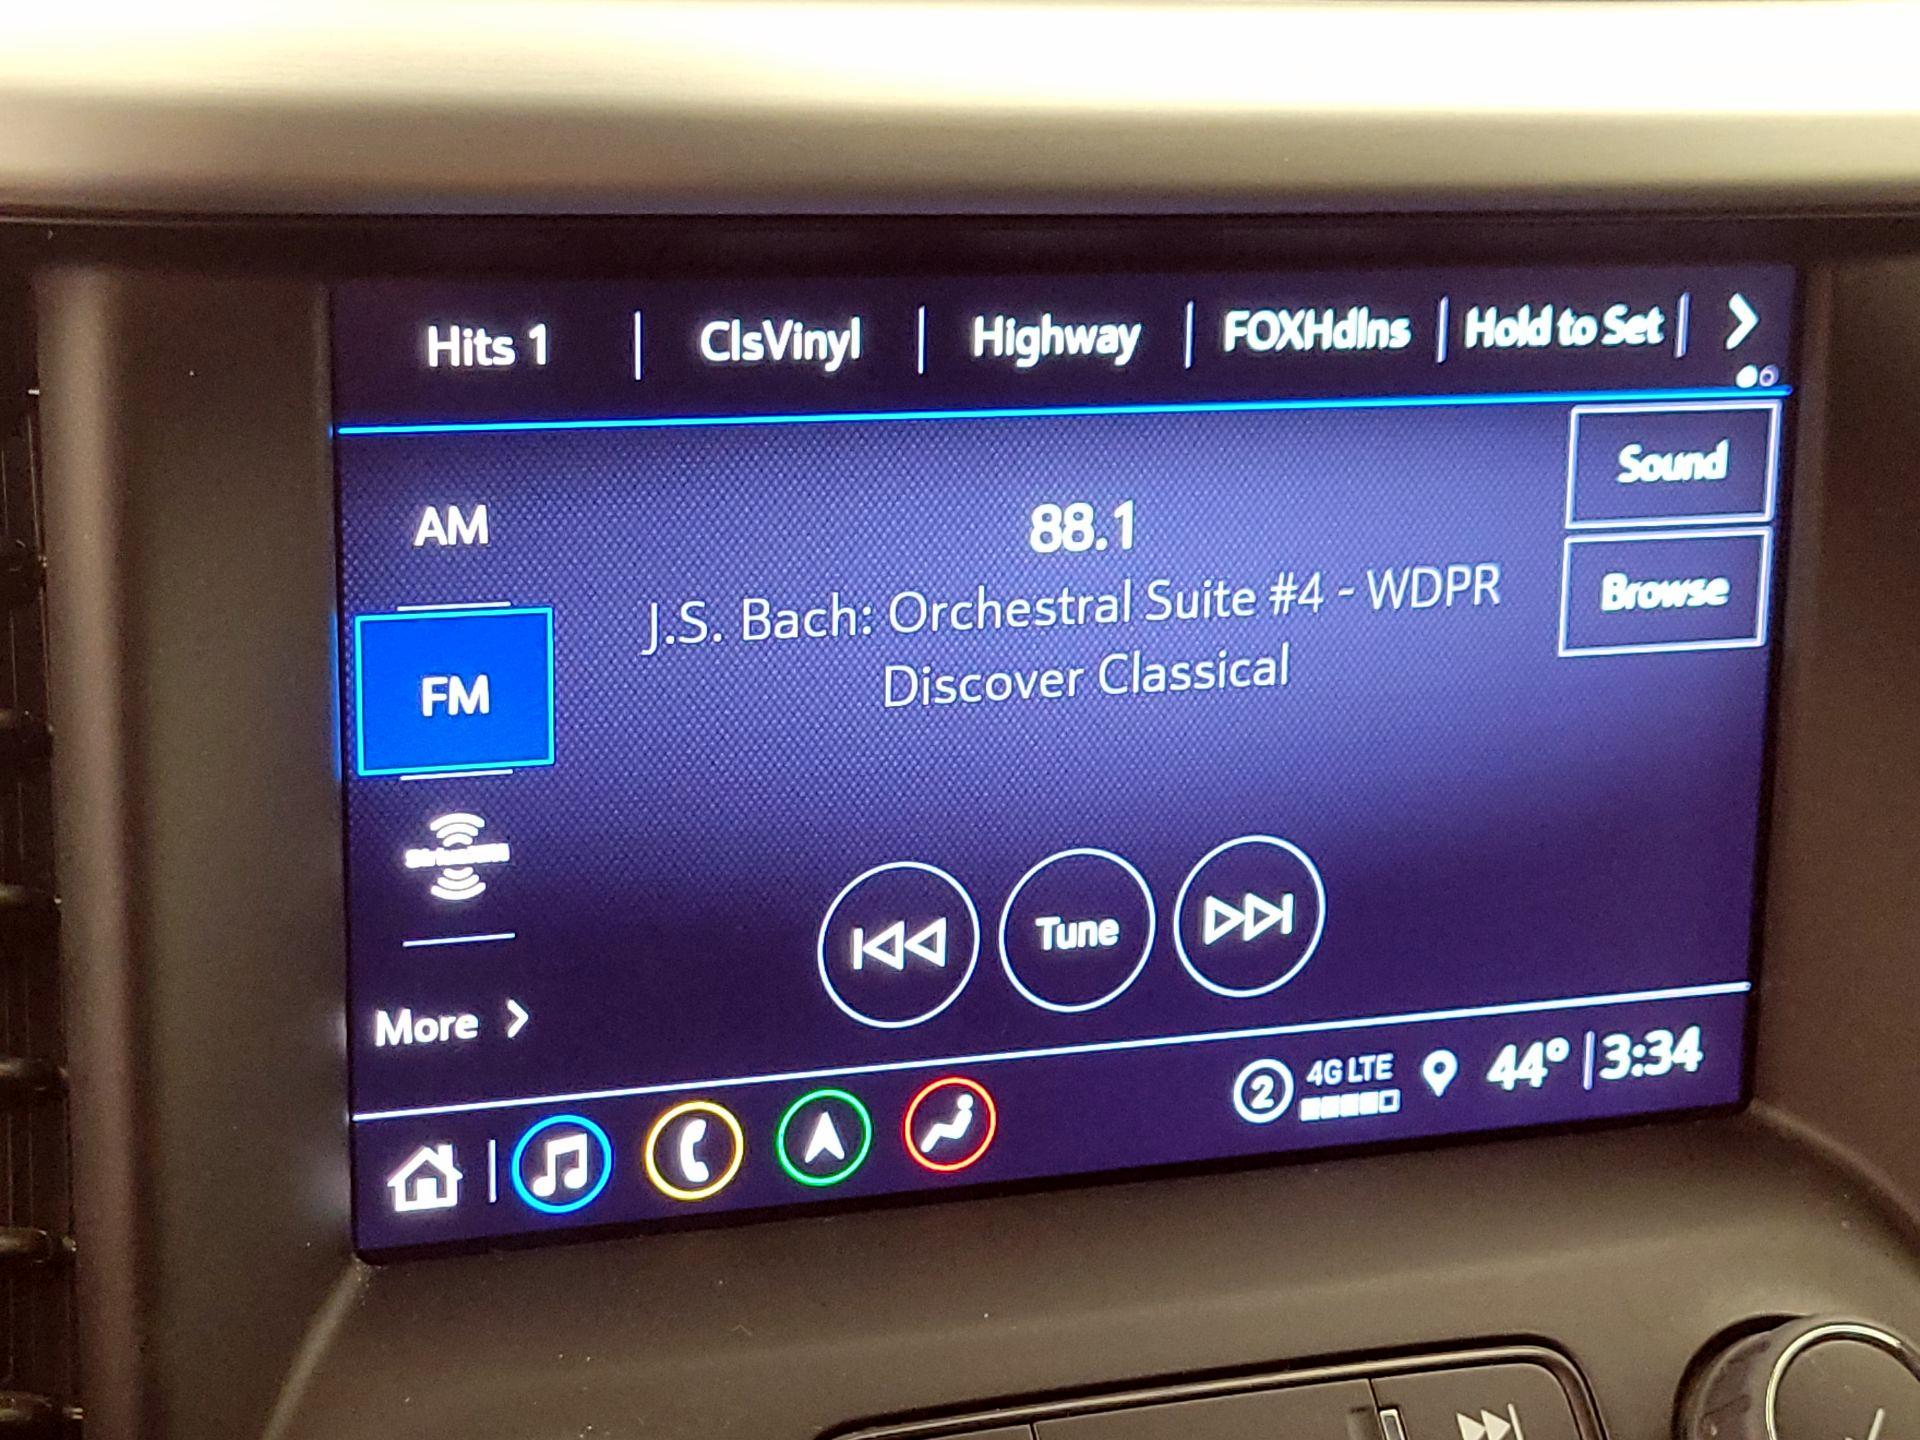 Hits 1 | ClsVinyl | Highway | FOXHdlns | Hold to Set |
Sound
AM
88.1
Browse
J.S. Bach: Orchestral Suite #4 - WDPR
Discover Classical
FM
Tune
More
2 4G LTE 44° | 3:34